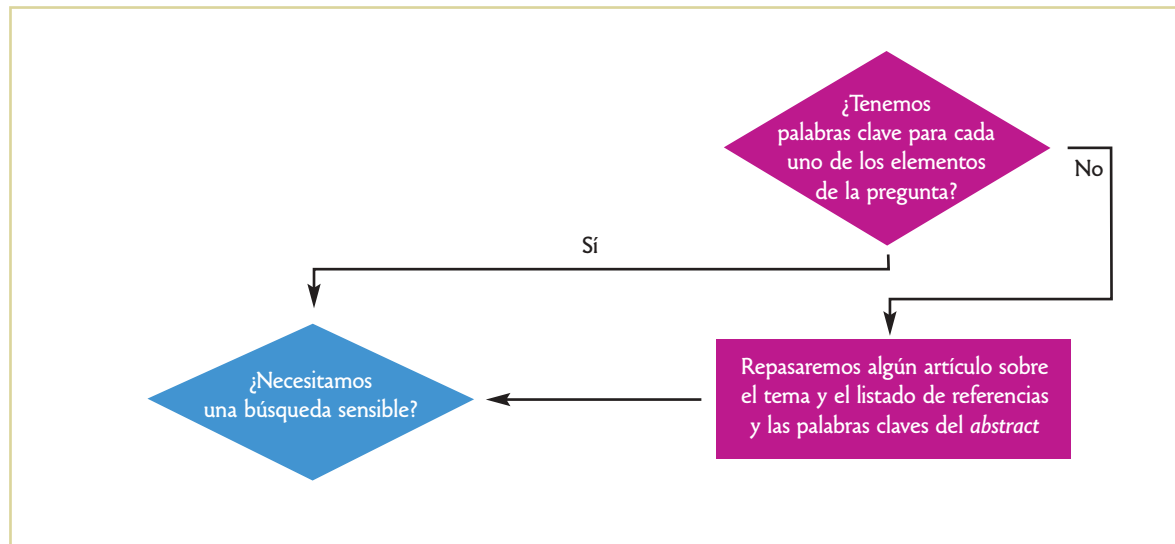 ¿Tenemos
palabras clave para cada
uno de los elementos
de la pregunta?
No
Sí
¿Necesitamos
una búsqueda sensible?
Repasaremos algún artículo sobre
el tema y el listado de referencias
y las palabras claves del abstract